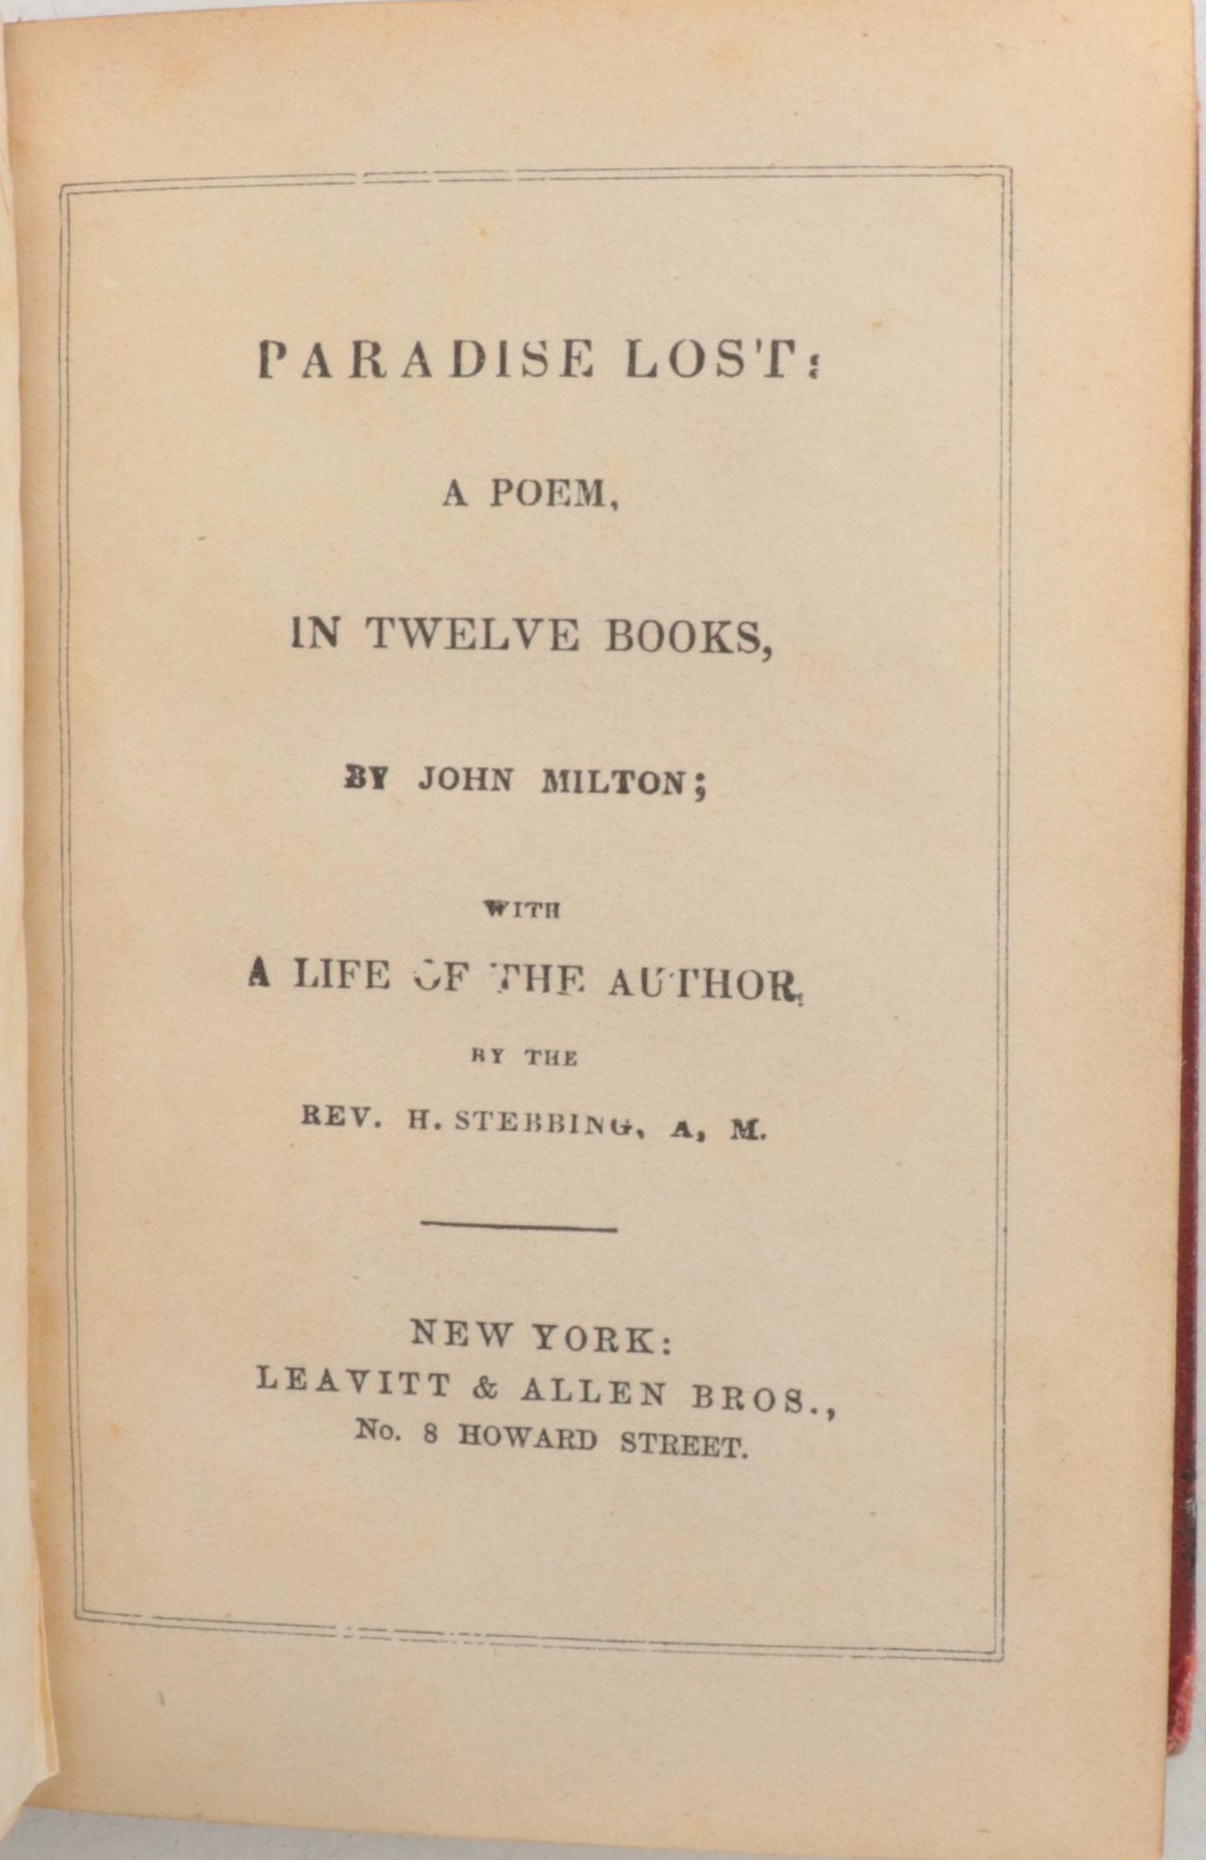 PARADISE LOST:
A POEM,
IN TWELVE BOOKS,
BY JOHN MILTON;
WITH
A LIFE OF THE AUTHOR,
BY THE
REV. H. STEBBING, A, M.
NEW YORK:
LEAVITT & ALLEN BROS.,
No. 8 HOWARD STREET.